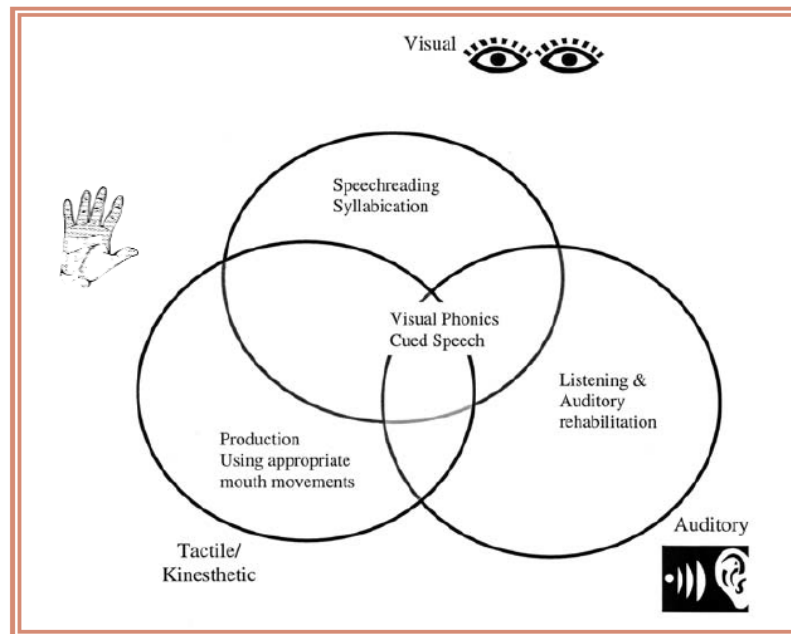 Visual
Speechreading
Syllabication
Visual Phonics
Cued Speech
Listening &
Auditory
rehabilitation
Production
Using appropriate
mouth movements
Auditory
Tactile/
Kinesthetic